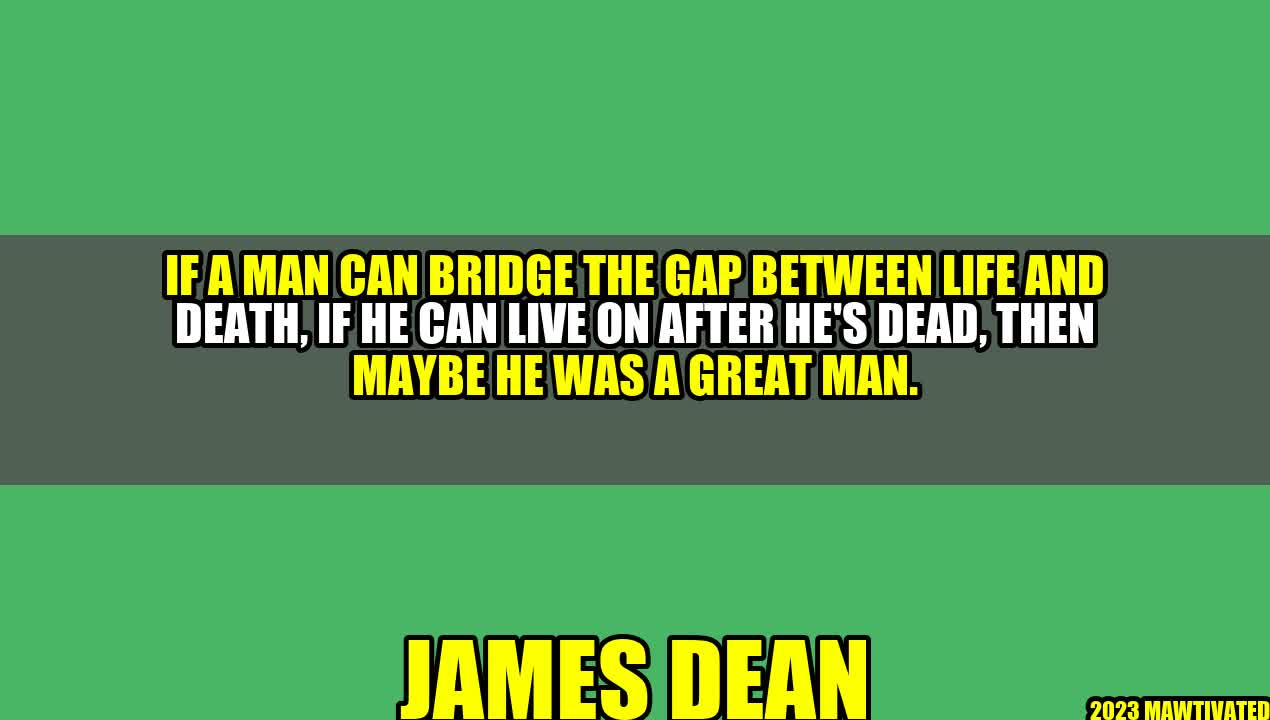 IF A MAN CAN BRIDGE THE GAP BETWEEN LIFE AND
DEATH, IF HE CAN LIVE ON AFTER HE'S DEAD, THEN
MAYBE HE WAS A GREAT MAN.
JAMES DEAN
2023 MAWTIVATED